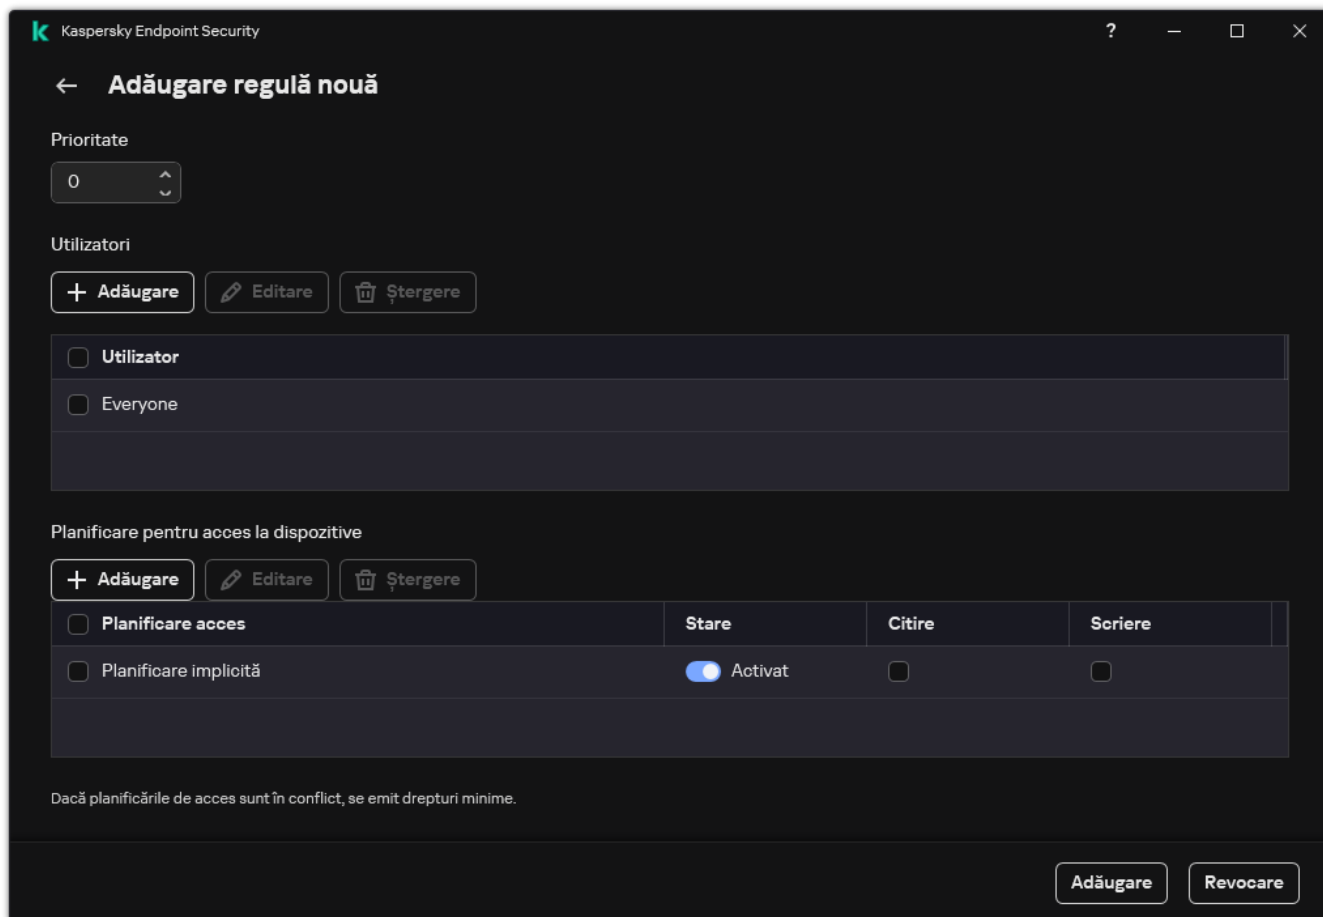 Kaspersky Endpoint Security ?
Adăugare regulă nouă
Prioritate
0
Utilizatori
Adăugare Editare Ștergere
Utilizator
Everyone
Planificare pentru acces la dispozitive
Adăugare Editare Ștergere
Planificare acces Stare Citire Scriere
Planificare implicită Activat
Dacă planificările de acces sunt în conflict, se emit drepturi minime.
Adăugare Revocare